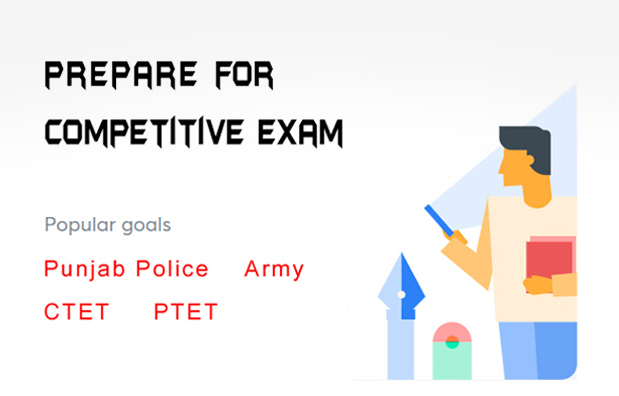 PREPARE FOR
COMPETITIVE EXAM
Popular goals
Punjab Police Army
CTET PTET